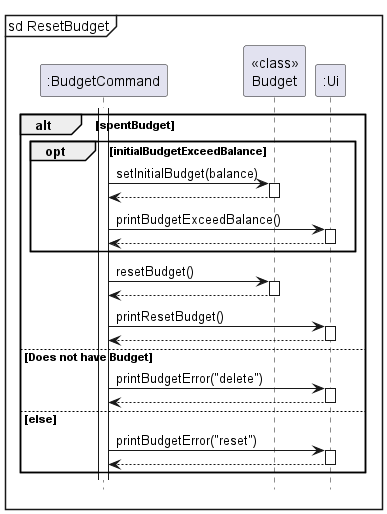 sd ResetBudget
«class»
:BudgetCommand
Budget
:Ui
alt
[spentBudget]
opt
[initialBudgetExceedBalance]
setInitialBudget(balance)
printBudgetExceedBalance()
resetBudget()
printResetBudget()
[Does not have Budget]
printBudgetError("delete")
[else]
printBudgetError("reset")